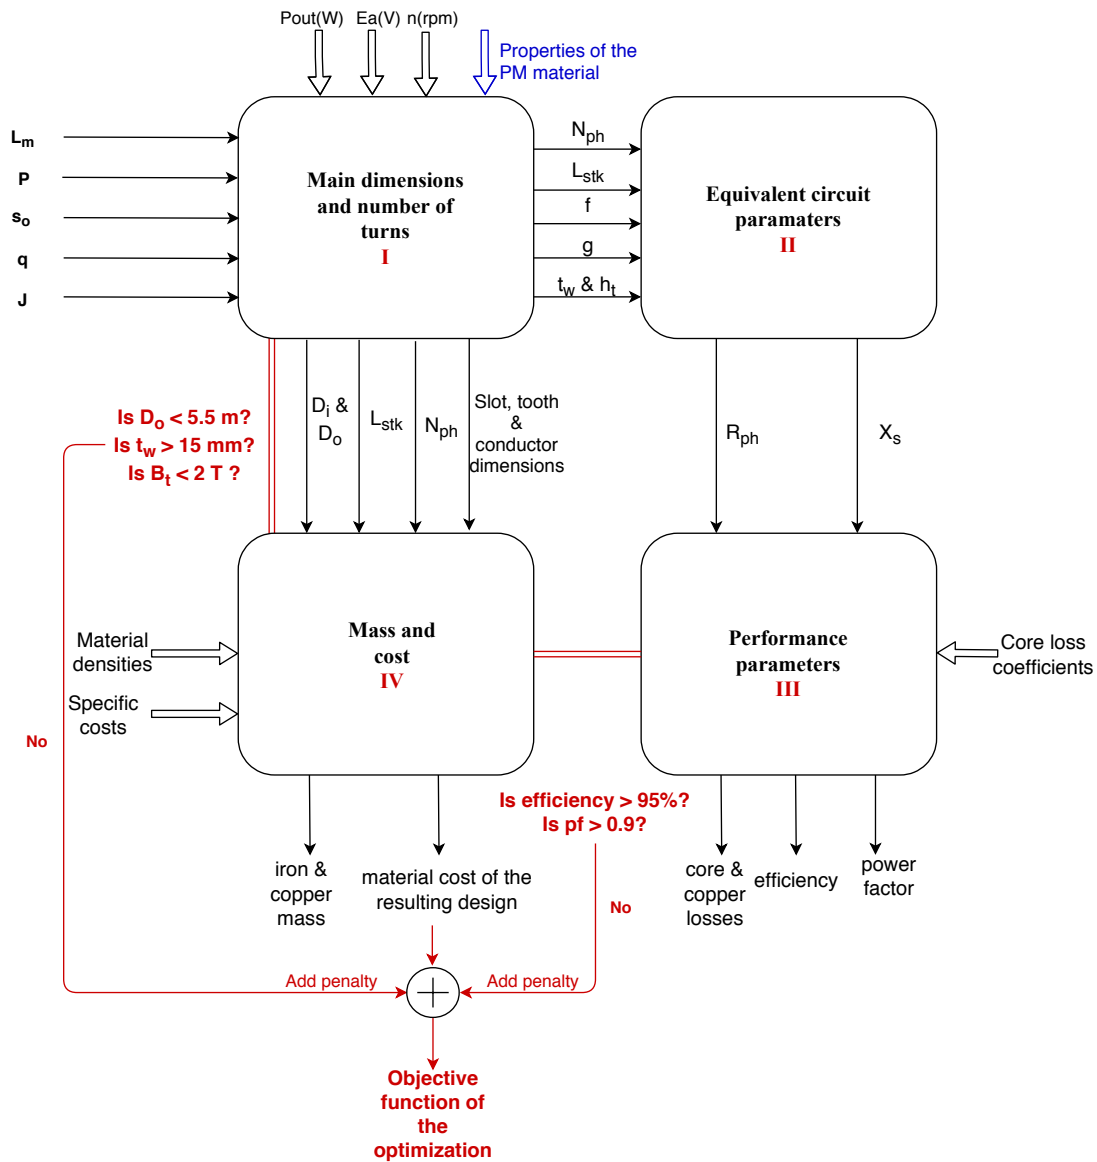 Pout(W) Ea(V) n(rpm)
Properties of the
PM material
Lm
P
so
q
J
Main dimensions
and number of
turns
I
Nph
Lstk
f
g
tw & ht
Equivalent circuit
paramaters
II
Is Do < 5.5 m?
Is tw > 15 mm?
Is Bt < 2 T ?
Di &
Do
Lstk
Nph
Slot, tooth
&
conductor
dimensions
Rph
Xs
Material
densities
Specific
costs
No
Mass and
cost
IV
Performance
parameters
III
Core loss
coefficients
Is efficiency > 95%?
Is pf > 0.9?
iron &
copper
mass
material cost of the
resulting design
No
core &
copper
losses
efficiency
power
factor
Add penalty
Add penalty
Objective
function of
the
optimization